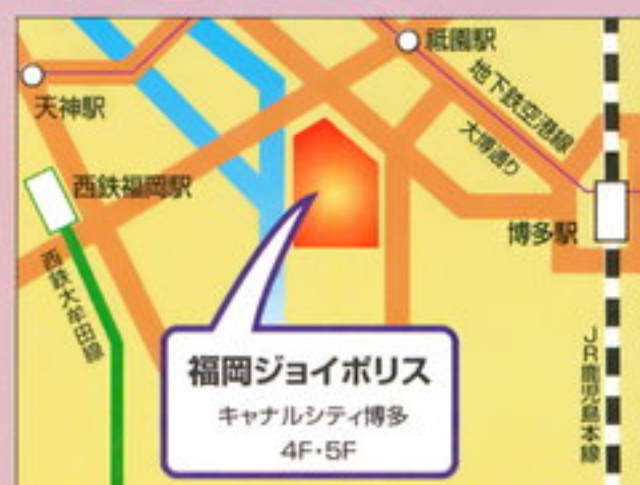 祗園駅
地下鉄空港線
天神駅
大博通り
西鉄福岡駅
博多駅
西鉄大牟田線
福岡ジョイポリス
キャナルシティ博多
4F・5F
JR鹿児島本線